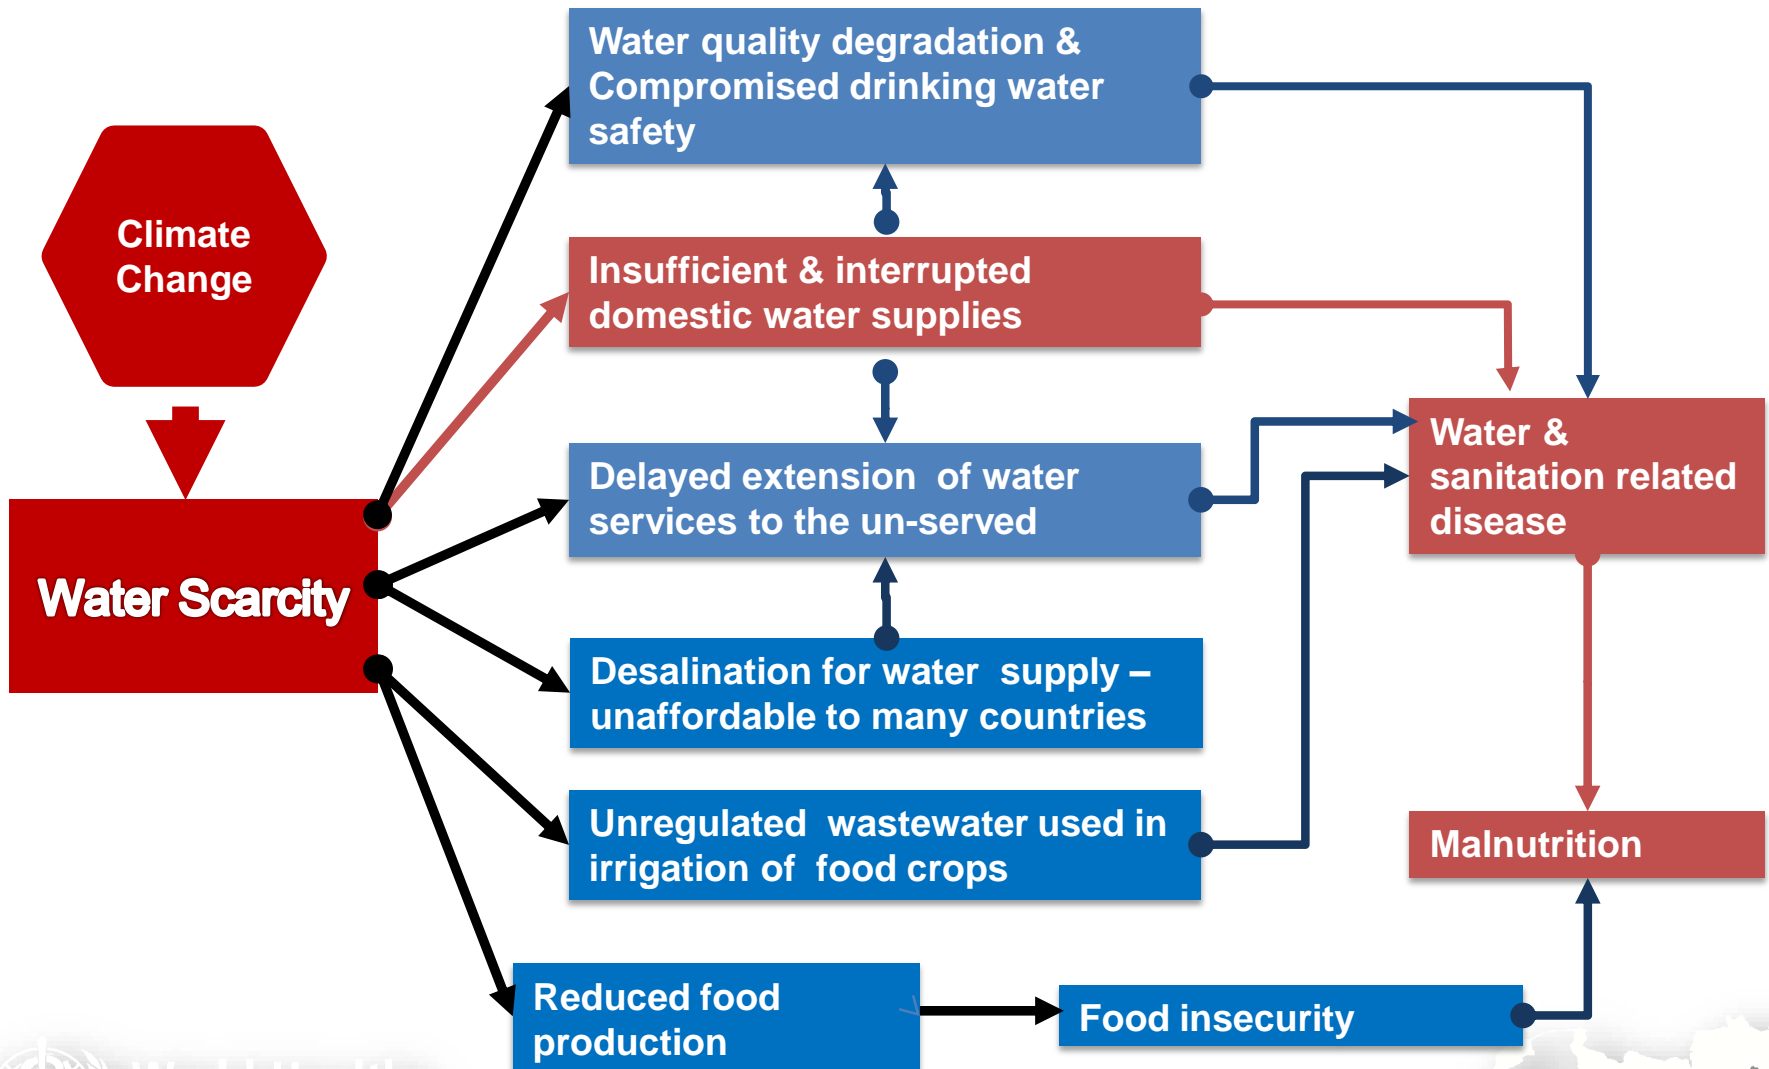 Climate
Change
Water Scarcity
Water quality degradation &
Compromised drinking water
safety
Insufficient & interrupted
domestic water supplies
Delayed extension of water
services to the un-served
Desalination for water supply –
unaffordable to many countries
Unregulated wastewater used in
irrigation of food crops
Reduced food
production
Food insecurity
Water &
sanitation related
disease
Malnutrition